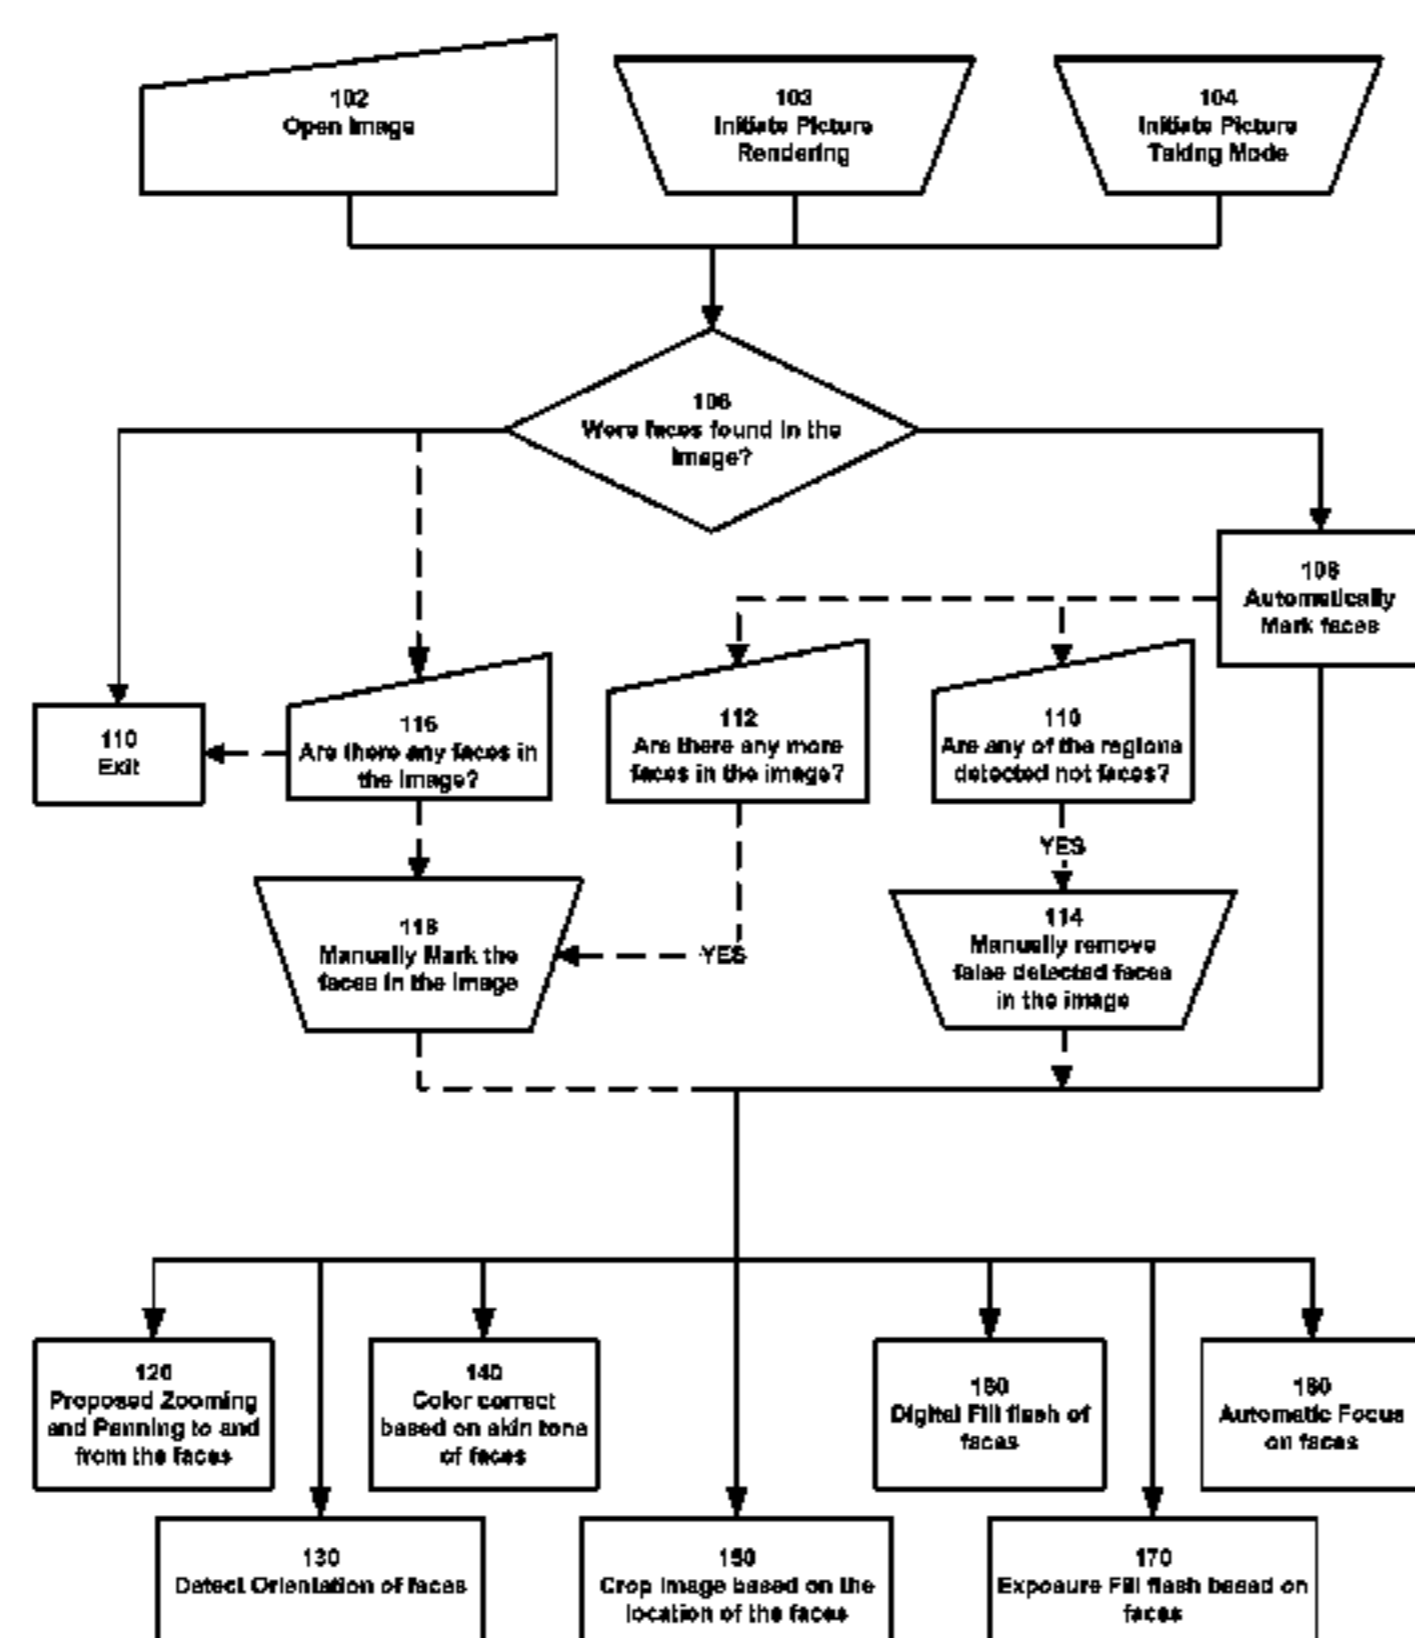 102
Open Image
103
Initiate Picture
Rendering
104
Initiate Picture
Taking Mode
106
Were faces found in the
image?
108
Automatically
Mark faces
110
Exit
116
Are there any faces in
the image?
112
Are there any more
faces in the image?
110
Are any of the regions
detected not faces?
YES
118
Manually Mark the
faces in the image
YES
114
Manually remove
false detected faces
in the image
120
Proposed Zooming
and Panning to and
from the faces
140
Color correct
based on skin tone
of faces
160
Digital Fill flash of
faces
180
Automatic Focus
on faces
130
Detect Orientation of faces
150
Crop image based on the
location of the faces
170
Exposure Fill flash based on
faces